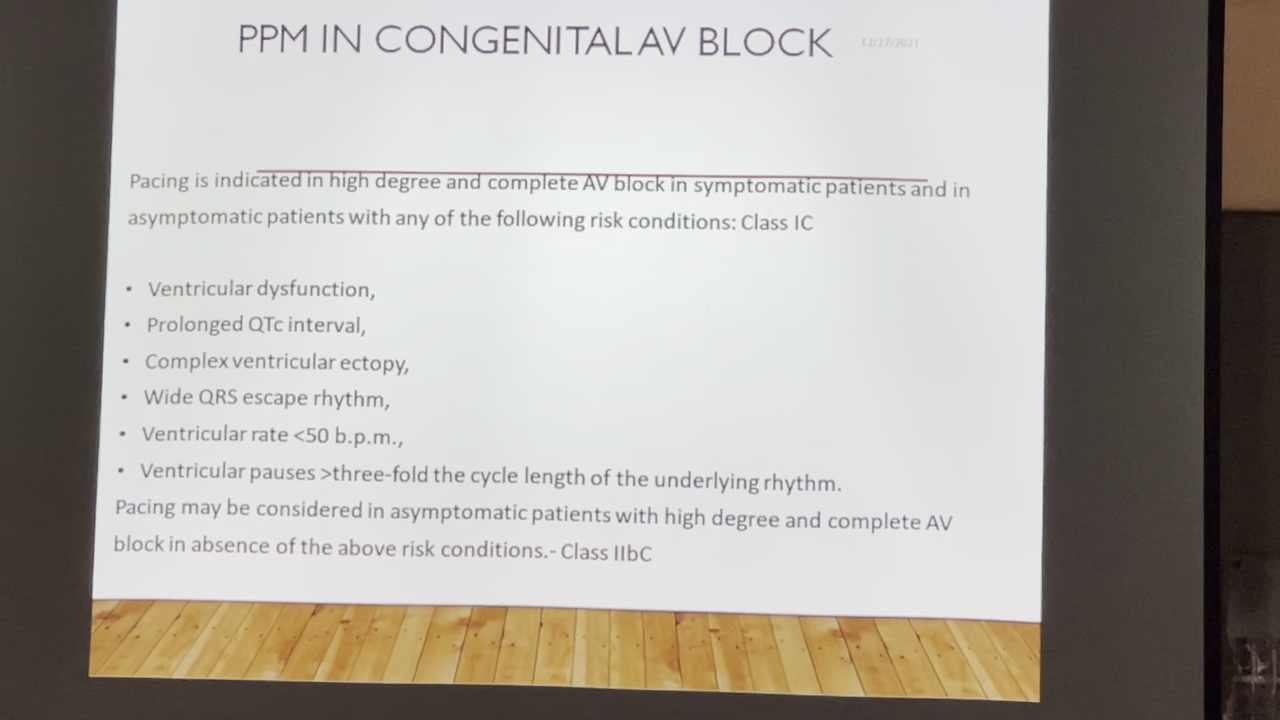 PPM IN CONGENITAL AV BLOCK
12/27/2021
Pacing is indicated in high degree and complete AV block in symptomatic patients and in
asymptomatic patients with any of the following risk conditions: Class IC
• Ventricular dysfunction,
• Prolonged QTc interval,
• Complex ventricular ectopy,
• Wide QRS escape rhythm,
• Ventricular rate <50 b.p.m.,
• Ventricular pauses >three-fold the cycle length of the underlying rhythm.
Pacing may be considered in asymptomatic patients with high degree and complete AV
block in absence of the above risk conditions.- Class IIbC